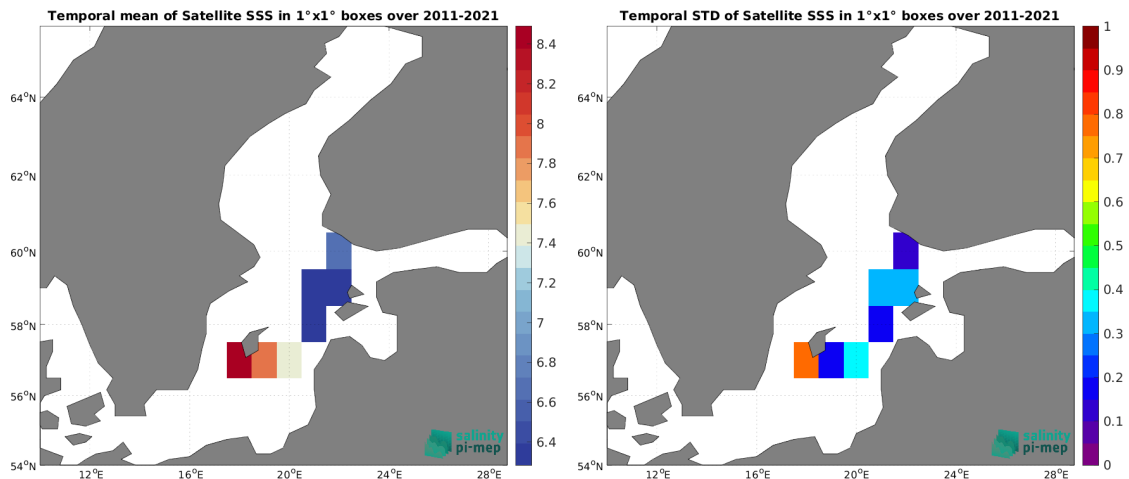 Temporal mean of Satellite SSS in 1°x1° boxes over 2011-2021
64°N
62°N
60°N
58°N
56°N
54°N
12°E
16°E
20°E
24°E
28°E
8.4
8.2
8
7.8
7.6
7.4
7.2
7
6.8
6.6
6.4
salinity
pi-mep
Temporal STD of Satellite SSS in 1°x1° boxes over 2011-2021
64°N
62°N
60°N
58°N
56°N
54°N
12°E
16°E
20°E
24°E
28°E
1
0.9
0.8
0.7
0.6
0.5
0.4
0.3
0.2
0.1
0
salinity
pi-mep